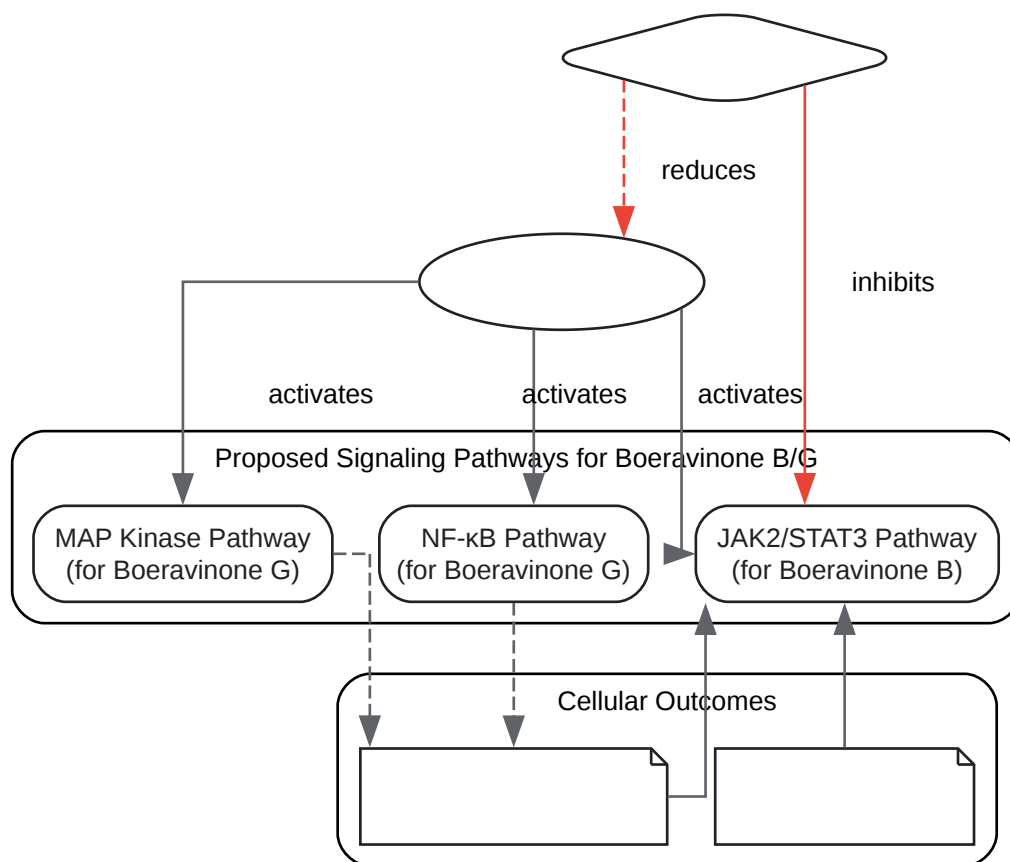 reduces
inhibits
activates
activates
activates
Proposed Signaling Pathways for Boeravinone B/G
MAP Kinase Pathway
(for Boeravinone G)
NF-κB Pathway
(for Boeravinone G)
JAK2/STAT3 Pathway
(for Boeravinone B)
Cellular Outcomes